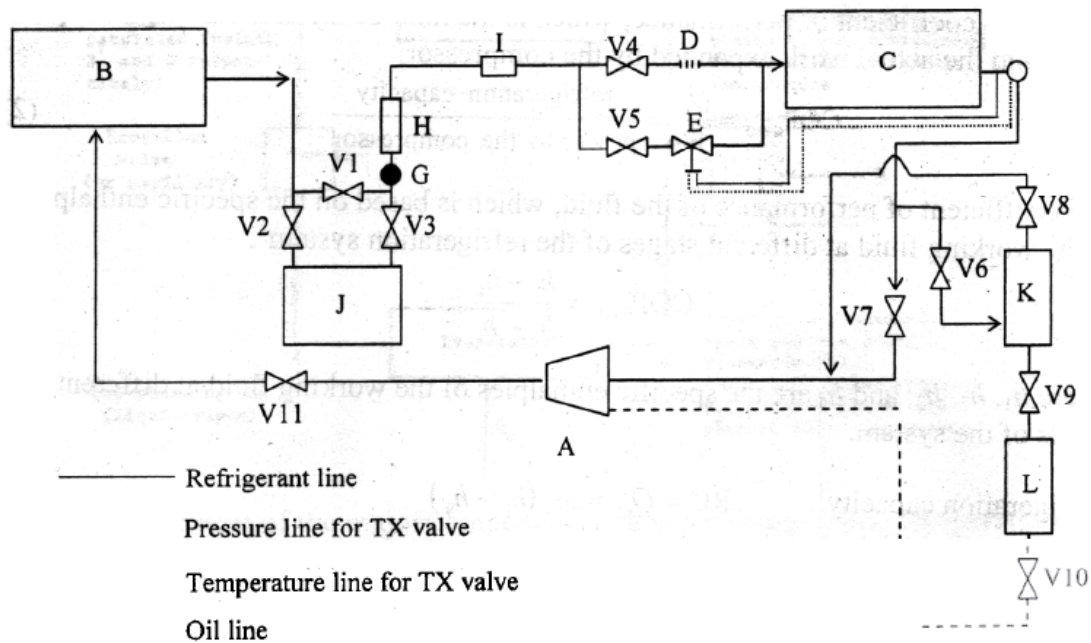 B
I
V4
D
C
H
V5
E
V1
G
V2
V3
V8
V6
K
J
V7
V9
V11
A
L
Refrigerant line
Pressure line for TX valve
V10
Temperature line for TX valve
Oil line